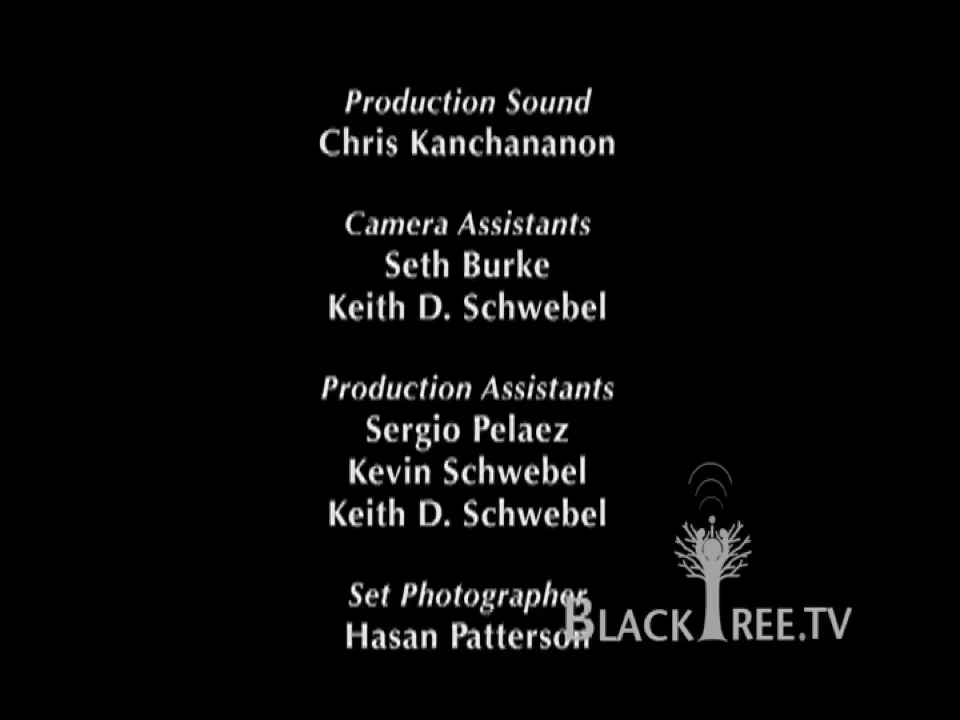 Production Sound
Chris Kanchananon
Camera Assistants
Seth Burke
Keith D. Schwebel
Production Assistants
Sergio Pelaez
Kevin Schwebel
Keith D. Schwebel
Set Photographer
Hasan Patterson
BLACKTREE.TV